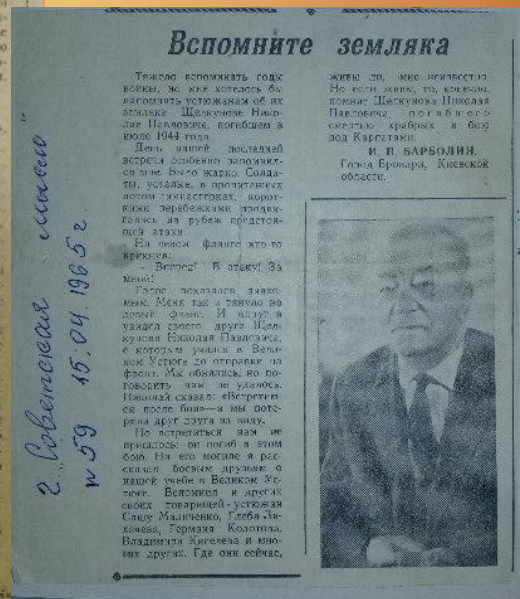 Вспомните земляка
Тяжело вспоминать годы
войны, но мне хотелось бы
напомнить устюжанам об их
земляке Щелкунове Нико-
лае Павловиче, погибшем в
июле 1944 года.
День нашей последней
встречи особенно запомнил-
ся мне. Было жарко. Солда-
ты, усталые, в пропитанных
потом гимнастерках, корот-
кими перебежками продви-
гались на рубеж предстоя-
щей атаки.
На левом фланге кто-то
крикнул:
— Вперед! В атаку! За
мной!
Голос показался знако-
мым. Меня так и тянуло на
левый фланг. И вдруг я
увидел своего друга Щел-
кунова Николая Павловича,
с которым учился в Вели-
ком Устюге до отправки на
фронт. Мы обнялись, но по-
говорить нам не удалось.
Николай сказал: «Встретим-
ся после боя»—и мы поте-
ряли друг друга из виду.
Но встретиться нам не
пришлось: он погиб в этом
бою. На его могиле я рас-
сказал боевым друзьям о
нашей учебе в Великом Ус-
тюге. Вспомнил и других
своих товарищей-устюжан
Сашу Маличенко, Глеба Ли-
хачева, Германа Кологова,
Владимира Киселева и мно-
гих других. Где они сейчас,
живы ли, мне неизвестно.
Но если живы, то, конечно,
помнят Щелкунова Николая
Павловича, погибшего
смертью храбрых в бою
под Карпатами.
И. П. БАРБОЛИН.
Город Бровары, Киевской
области.
г. „Советская мысль"
№ 59 15.04.1965 г.